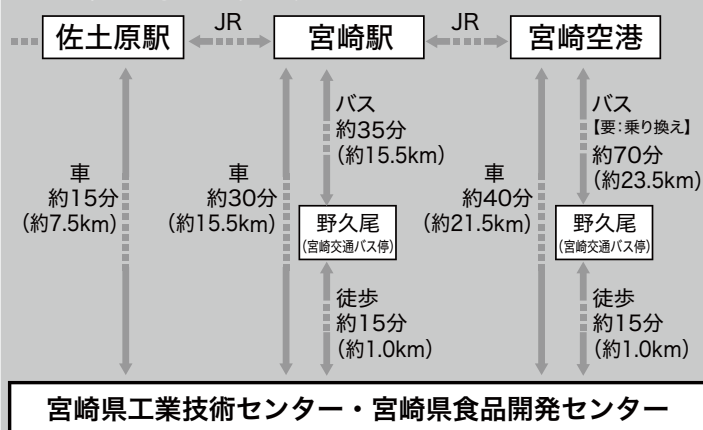 佐土原駅
JR
宮崎駅
JR
宮崎空港
車
約15分
(約7.5km)
車
約30分
(約15.5km)
バス
約35分
(約15.5km)
野久尾
(宮崎交通バス停)
徒歩
約15分
(約1.0km)
車
約40分
(約21.5km)
バス
【要:乗り換え】
約70分
(約23.5km)
野久尾
(宮崎交通バス停)
徒歩
約15分
(約1.0km)
宮崎県工業技術センター・宮崎県食品開発センター